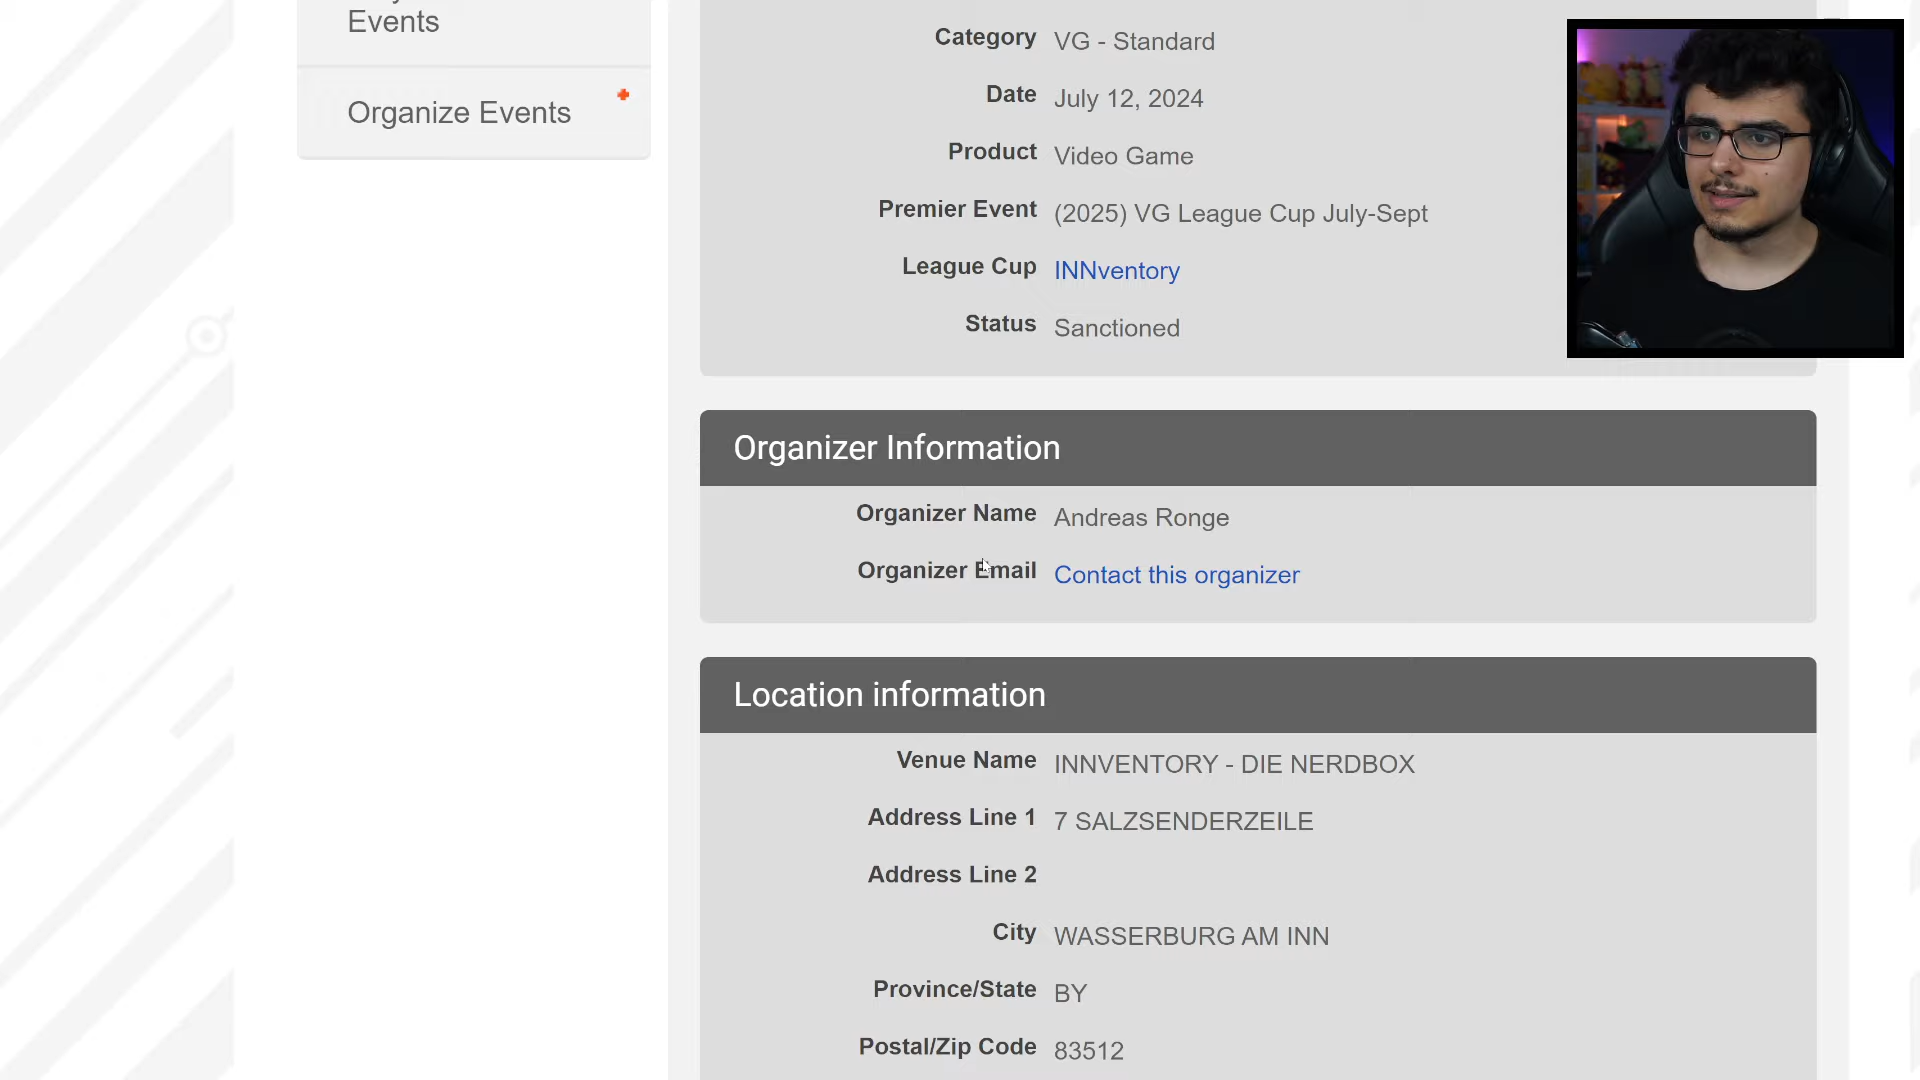 Events
Organize Events
Category VG - Standard
Date July 12, 2024
Product Video Game
Premier Event (2025) VG League Cup July-Sept
League Cup INNventory
Status Sanctioned
Organizer Information
Organizer Name Andreas Ronge
Organizer Email Contact this organizer
Location information
Venue Name INNVENTORY - DIE NERDBOX
Address Line 1 7 SALZSENDERZEILE
Address Line 2
City WASSERBURG AM INN
Province/State BY
Postal/Zip Code 83512